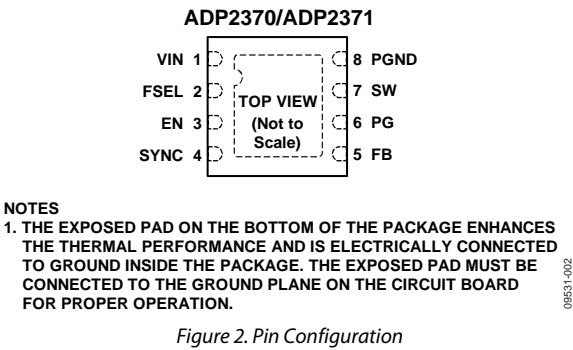 ADP2370/ADP2371
VIN 1
8 PGND
FSEL 2
7 SW
EN 3
6 PG
SYNC 4
5 FB
TOP VIEW
(Not to
Scale)
NOTES
1. THE EXPOSED PAD ON THE BOTTOM OF THE PACKAGE ENHANCES
THE THERMAL PERFORMANCE AND IS ELECTRICALLY CONNECTED
TO GROUND INSIDE THE PACKAGE. THE EXPOSED PAD MUST BE
CONNECTED TO THE GROUND PLANE ON THE CIRCUIT BOARD
FOR PROPER OPERATION.
09531-002
Figure 2. Pin Configuration